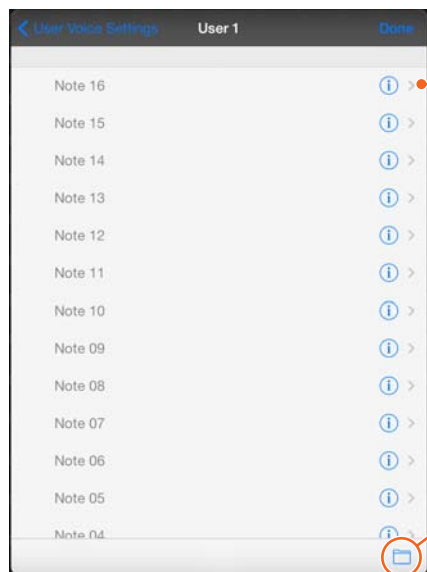 User Voice Settings User 1 Done
Note 16
Note 15
Note 14
Note 13
Note 12
Note 11
Note 10
Note 09
Note 08
Note 07
Note 06
Note 05
Note 04